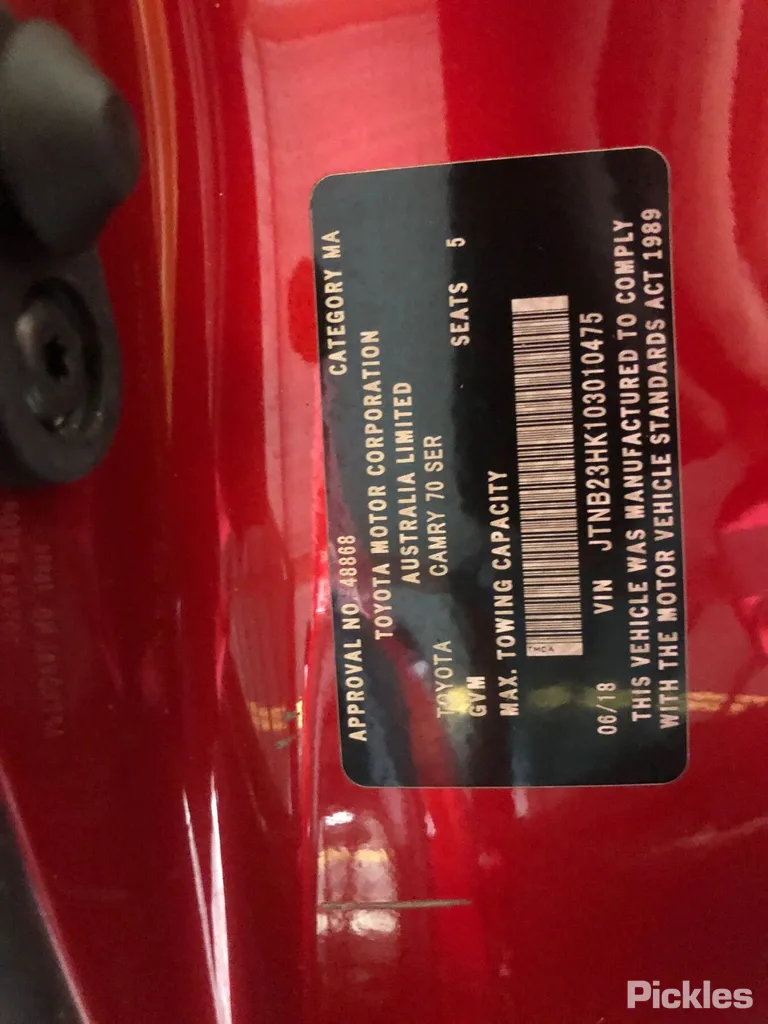 APPROVAL NO. 48868 CATEGORY MA
TOYOTA MOTOR CORPORATION
AUSTRALIA LIMITED
TOYOTA CAMRY 70 SER
GVM SEATS 5
MAX. TOWING CAPACITY
TMCA
06/18 VIN JTNB23HK103010475
THIS VEHICLE WAS MANUFACTURED TO COMPLY
WITH THE MOTOR VEHICLE STANDARDS ACT 1989
Pickles